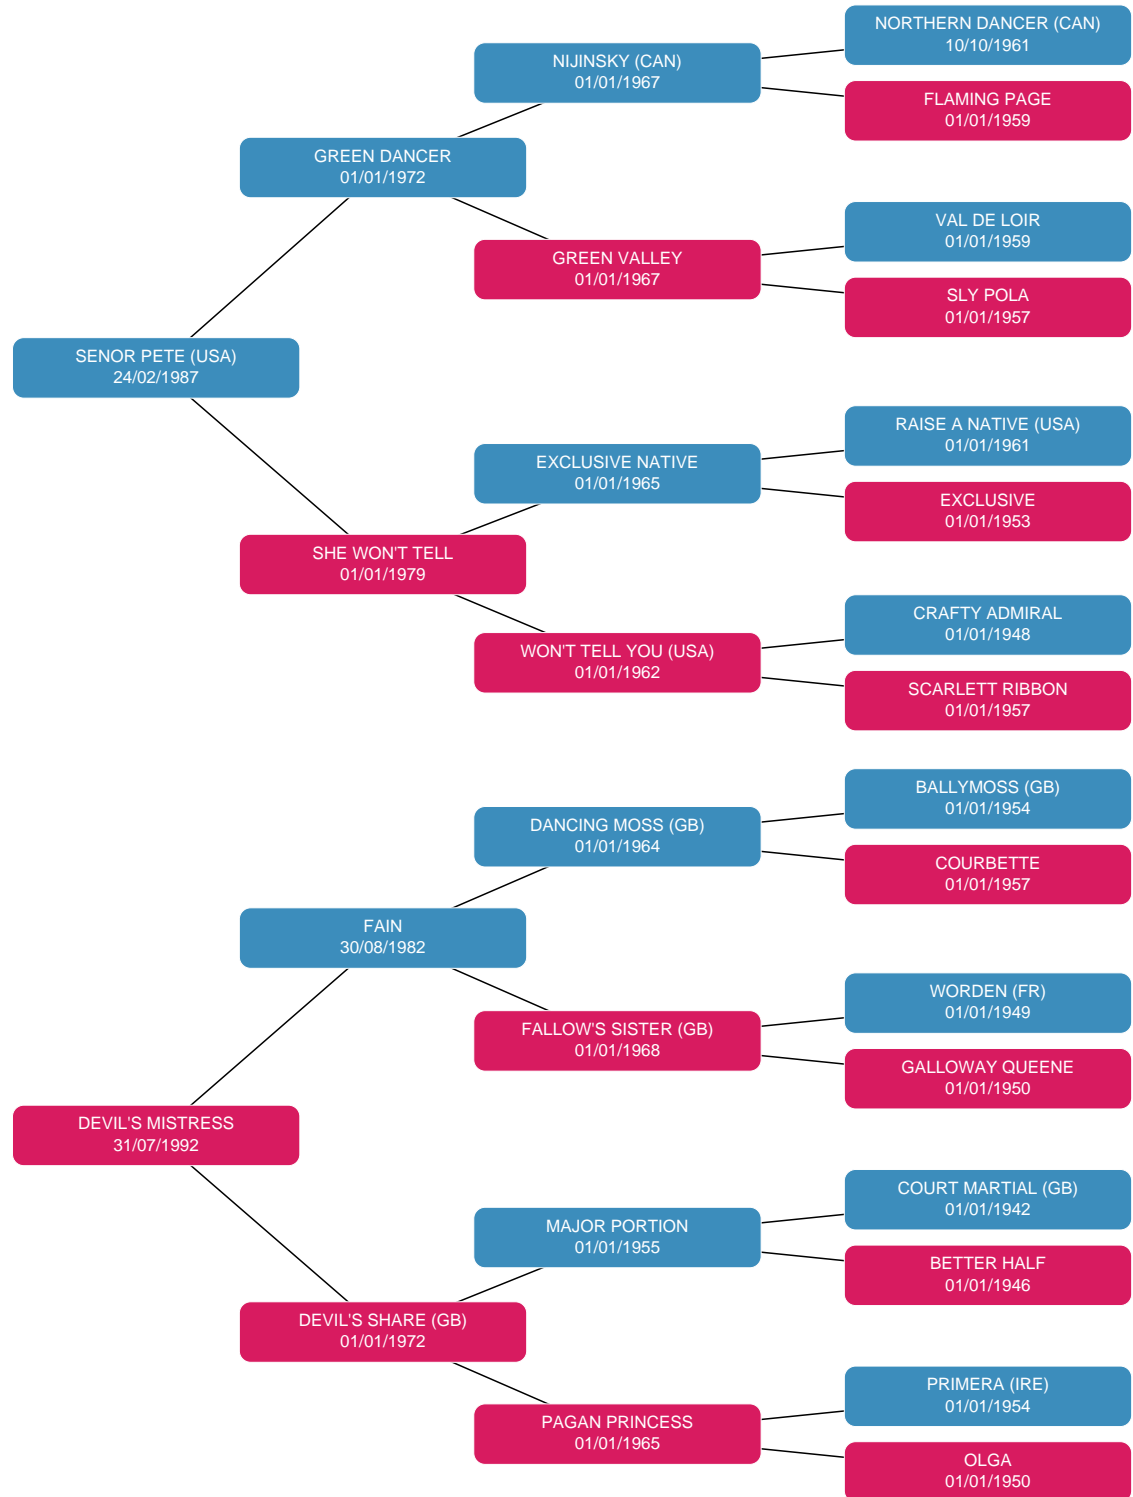 NORTHERN DANCER (CAN)
10/10/1961
NIJINSKY (CAN)
01/01/1967
FLAMING PAGE
01/01/1959
GREEN DANCER
01/01/1972
VAL DE LOIR
01/01/1959
GREEN VALLEY
01/01/1967
SLY POLA
01/01/1957
SENOR PETE (USA)
24/02/1987
RAISE A NATIVE (USA)
01/01/1961
EXCLUSIVE NATIVE
01/01/1965
EXCLUSIVE
01/01/1953
SHE WON'T TELL
01/01/1979
CRAFTY ADMIRAL
01/01/1948
WON'T TELL YOU (USA)
01/01/1962
SCARLETT RIBBON
01/01/1957
BALLYMOSS (GB)
01/01/1954
DANCING MOSS (GB)
01/01/1964
COURBETTE
01/01/1957
FAIN
30/08/1982
WORDEN (FR)
01/01/1949
FALLOW'S SISTER (GB)
01/01/1968
GALLOWAY QUEENE
01/01/1950
DEVIL'S MISTRESS
31/07/1992
COURT MARTIAL (GB)
01/01/1942
MAJOR PORTION
01/01/1955
BETTER HALF
01/01/1946
DEVIL'S SHARE (GB)
01/01/1972
PRIMERA (IRE)
01/01/1954
PAGAN PRINCESS
01/01/1965
OLGA
01/01/1950